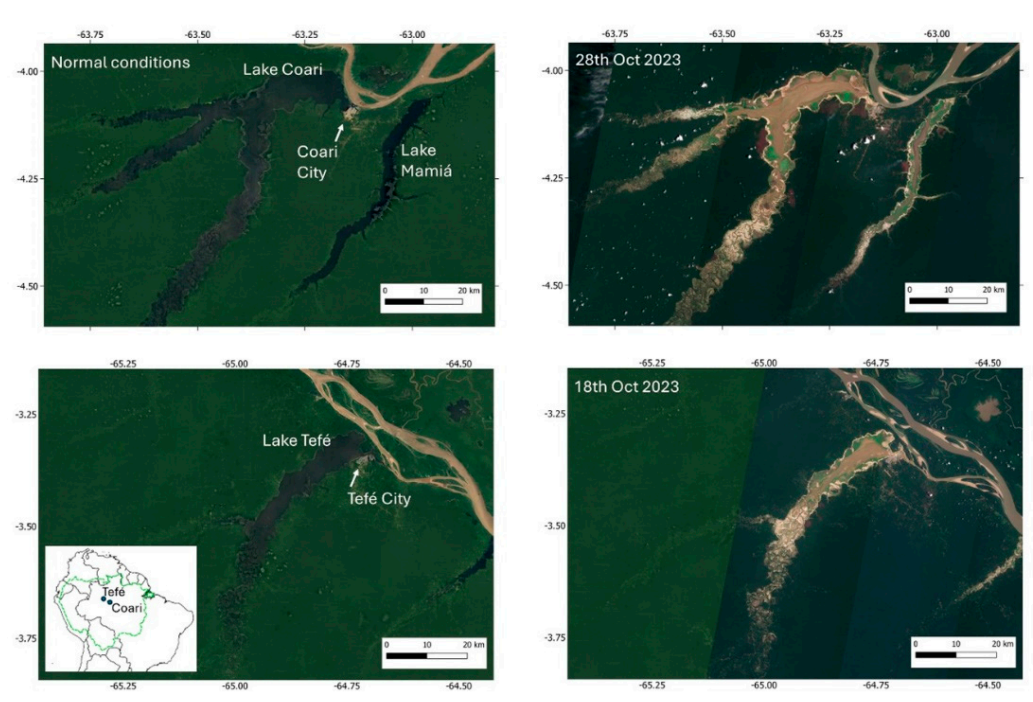 -63.75 -63.50 -63.25 -63.00
-63.75 -63.50 -63.25 -63.00
-4.00
-4.25
-4.50
Normal conditions
Lake Coari
Coari
City
Lake
Mamiá
0 10 20 km
-4.00
-4.25
-4.50
28th Oct 2023
0 10 20 km
-65.25 -65.00 -64.75 -64.50
-65.25 -65.00 -64.75 -64.50
-3.25
-3.50
-3.75
Lake Tefé
Tefé City
Tefé
Coari
0 10 20 km
-65.25 -65.00 -64.75 -64.50
-3.25
-3.50
-3.75
18th Oct 2023
0 10 20 km
-65.25 -65.00 -64.75 -64.50